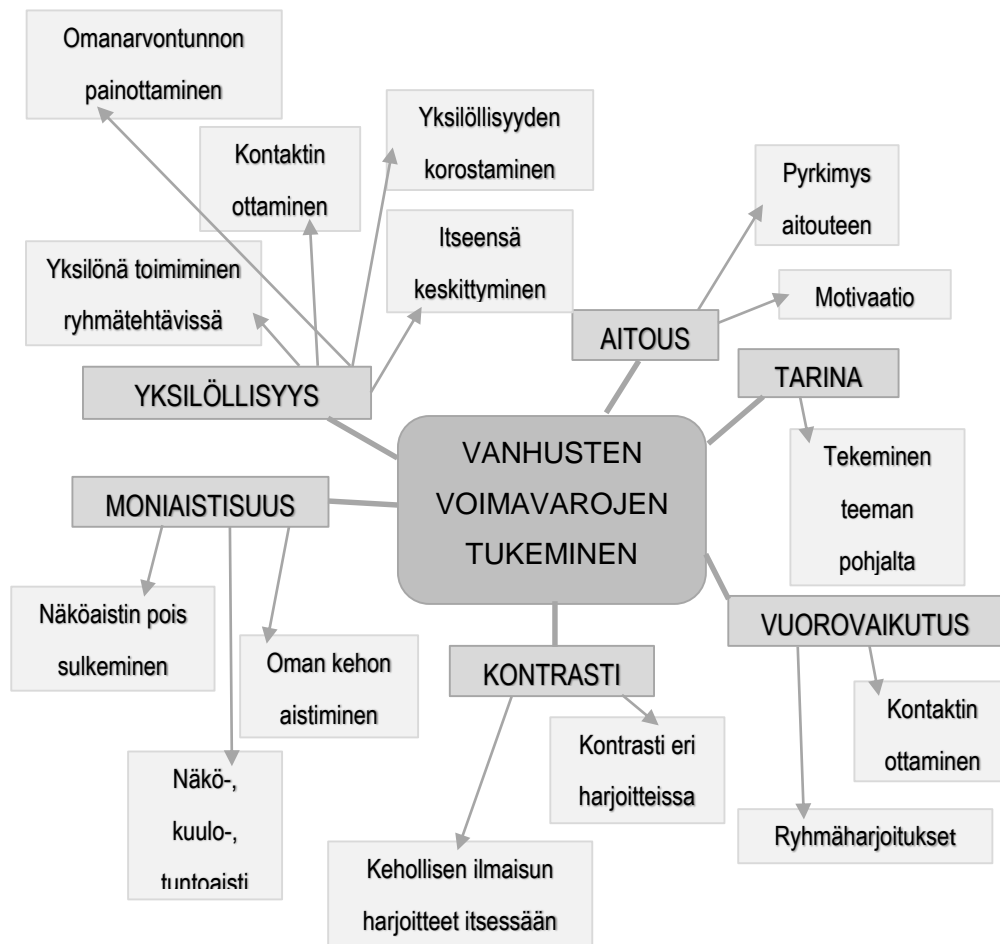 Omanarvontunnon
painottaminen
Yksilöllisyyden
korostaminen
Kontaktin
ottaminen
Pyrkimys
aitouteen
Itseensä
keskittyminen
Yksilönä toimiminen
ryhmätehtävissä
Motivaatio
AITOUS
TARINA
YKSILÖLLISYYS
VANHUSTEN
VOIMAVAROJEN
TUKEMINEN
Tekeminen
teeman
pohjalta
MONIAISTISUUS
Näköaistin pois
sulkeminen
Oman kehon
aistiminen
VUOROVAIKUTUS
KONTRASTI
Kontaktin
ottaminen
Kontrasti eri
harjoitteissa
Näkö-,
kuulo-,
tuntoaisti
Ryhmäharjoitukset
Kehollisen ilmaisun
harjoitteet itsessään